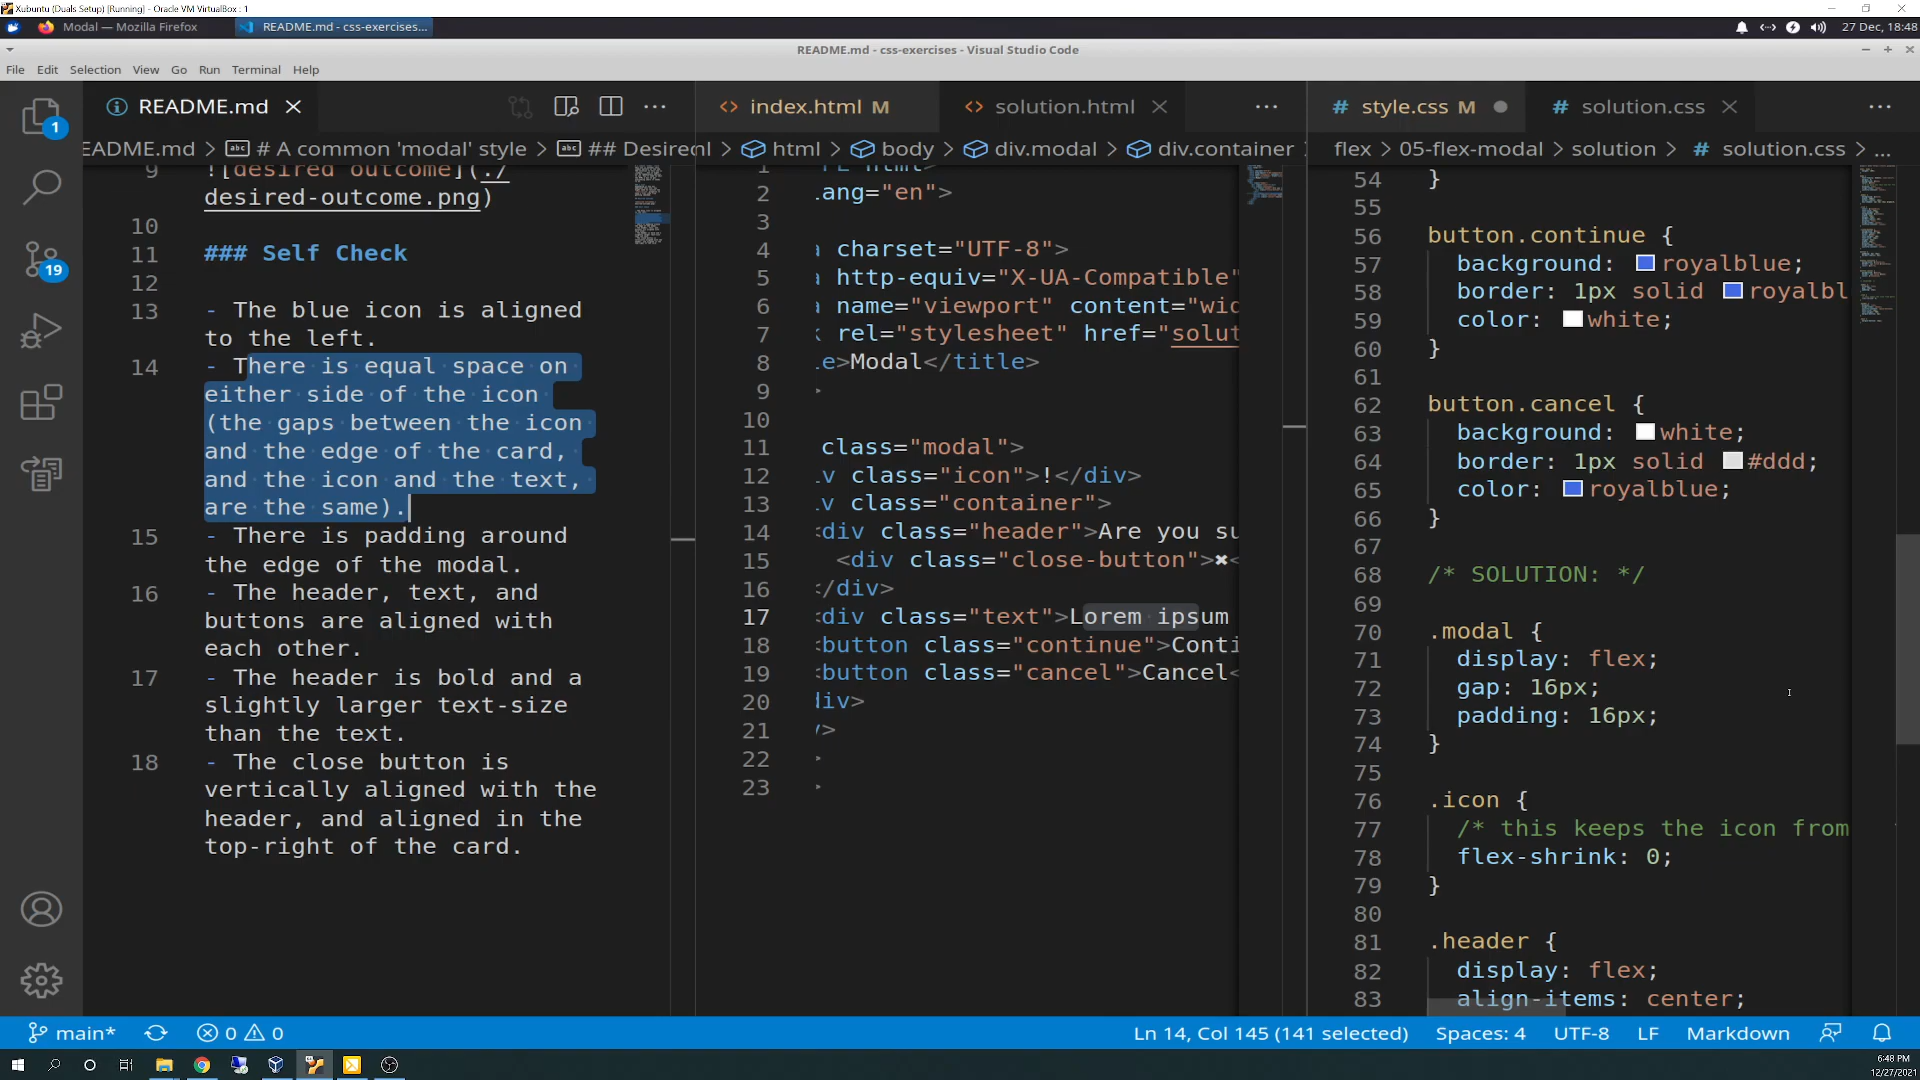 Xubuntu (Duals Setup) [Running] - Oracle VM VirtualBox : 1
Modal — Mozilla Firefox
README.md - css-exercises...
27 Dec, 18:48
README.md - css-exercises - Visual Studio Code
File Edit Selection View Go Run Terminal Help
README.md
index.html M
solution.html
style.css M
solution.css
EADME.md > # A common 'modal' style > ## Desired
html > body > div.modal > div.container
flex > 05-flex-modal > solution > # solution.css > ...
1
19
9 ![desired outcome](./
desired-outcome.png)
10
11 ### Self Check
12
13 - The blue icon is aligned
to the left.
14 - There is equal space on
either side of the icon
(the gaps between the icon
and the edge of the card,
and the icon and the text,
are the same).
15 - There is padding around
the edge of the modal.
16 - The header, text, and
buttons are aligned with
each other.
17 - The header is bold and a
slightly larger text-size
than the text.
18 - The close button is
vertically aligned with the
header, and aligned in the
top-right of the card.
1 PE html>
2 lang="en">
3
4 a charset="UTF-8">
5 a http-equiv="X-UA-Compatible"
6 a name="viewport" content="wid
7 k rel="stylesheet" href="solut
8 le>Modal</title>
9 >
10
11 class="modal">
12 iv class="icon">!</div>
13 iv class="container">
14 <div class="header">Are you su
15 <div class="close-button">✖<
16 </div>
17 <div class="text">Lorem ipsum
18 <button class="continue">Conti
19 <button class="cancel">Cancel<
20 div>
21 />
22 >
23 >
54 }
55
56 button.continue {
57 background: royalblue;
58 border: 1px solid royalbl
59 color: white;
60 }
61
62 button.cancel {
63 background: white;
64 border: 1px solid #ddd;
65 color: royalblue;
66 }
67
68 /* SOLUTION: */
69
70 .modal {
71 display: flex;
72 gap: 16px;
73 padding: 16px;
74 }
75
76 .icon {
77 /* this keeps the icon from
78 flex-shrink: 0;
79 }
80
81 .header {
82 display: flex;
83 align-items: center;
main* 0 0
Ln 14, Col 145 (141 selected) Spaces: 4 UTF-8 LF Markdown
6:48 PM
12/27/2021